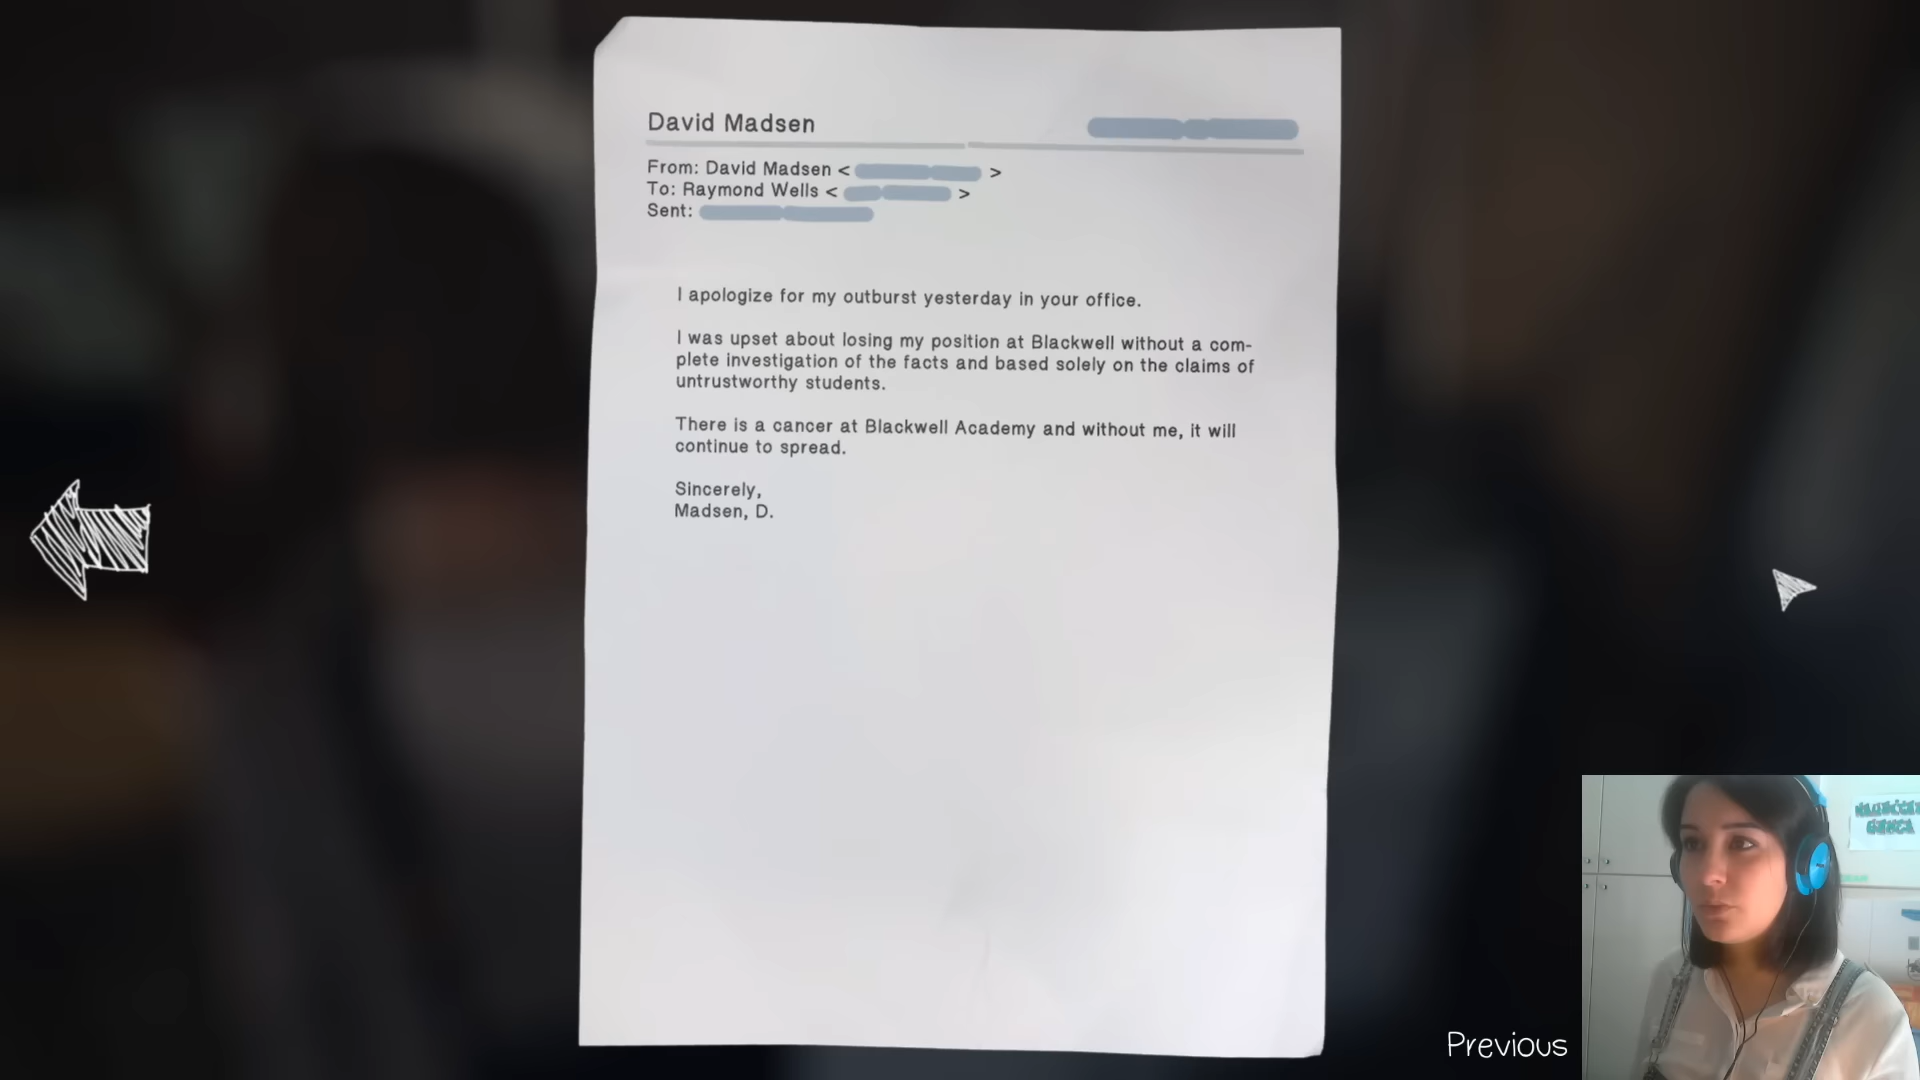 David Madsen
From: David Madsen < >
To: Raymond Wells < >
Sent:
I apologize for my outburst yesterday in your office.
I was upset about losing my position at Blackwell without a com-
plete investigation of the facts and based solely on the claims of
untrustworthy students.
There is a cancer at Blackwell Academy and without me, it will
continue to spread.
Sincerely,
Madsen, D.
Previous